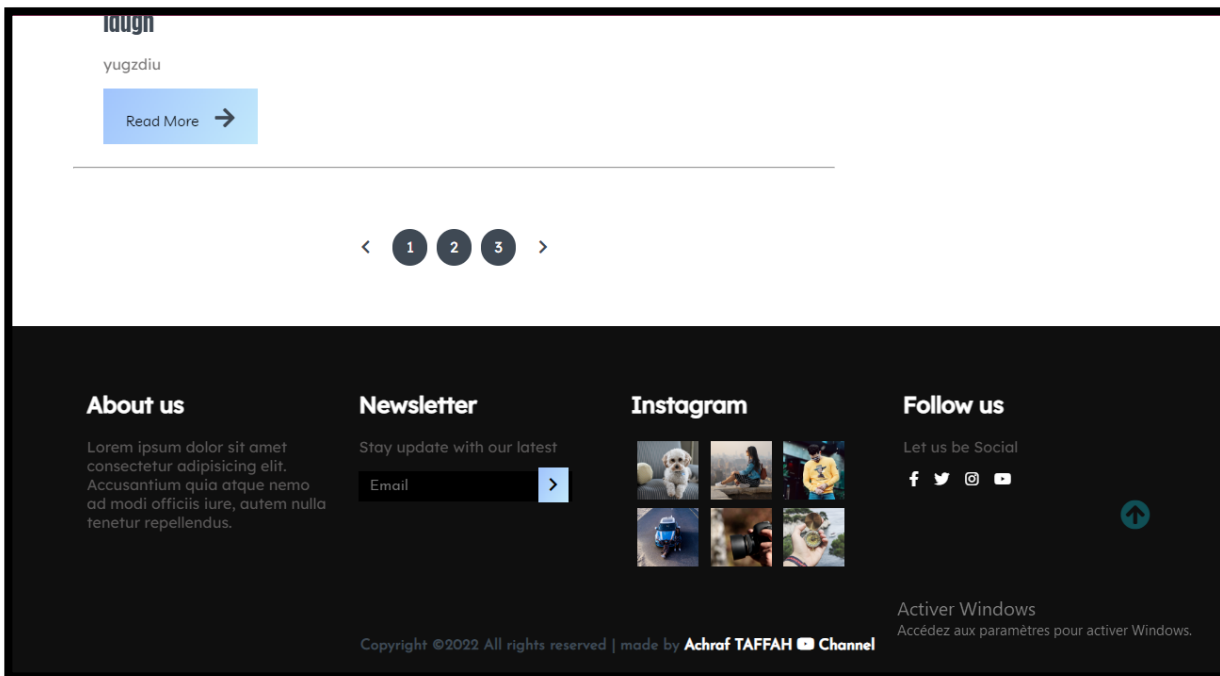 laugh
yugzdiu
Read More
1 2 3
About us
Lorem ipsum dolor sit amet
consectetur adipisicing elit.
Accusantium quia atque nemo
ad modi officiis iure, autem nulla
tenetur repellendus.
Newsletter
Stay update with our latest
Email
Instagram
Follow us
Let us be Social
Activer Windows
Accédez aux paramètres pour activer Windows.
Copyright ©2022 All rights reserved | made by Achraf TAFFAH Channel